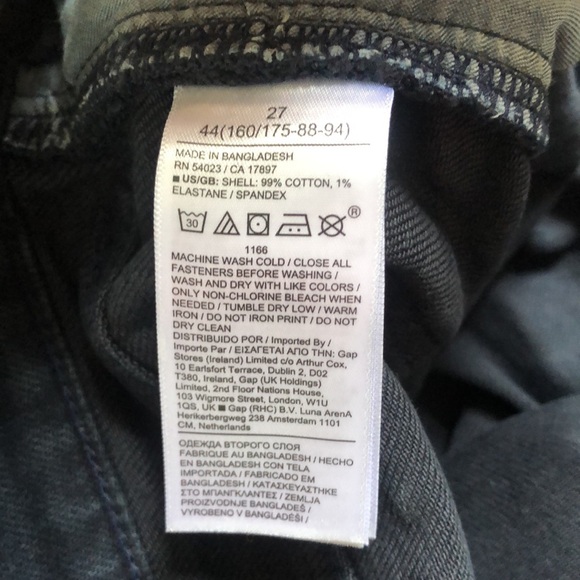 27
44(160/175-88-94)
MADE IN BANGLADESH
RN 54023 / CA 17897
■ US/GB: SHELL: 99% COTTON, 1%
ELASTANE / SPANDEX
30
®
1166
MACHINE WASH COLD / CLOSE ALL
FASTENERS BEFORE WASHING /
WASH AND DRY WITH LIKE COLORS /
ONLY NON-CHLORINE BLEACH WHEN
NEEDED / TUMBLE DRY LOW / WARM
IRON / DO NOT IRON PRINT / DO NOT
DRY CLEAN
DISTRIBUIDO POR / Imported By /
Importe Par / ΕΙΣΑΓΕΤΑΙ ΑΠΟ ΤΗΝ: Gap
Stores (Ireland) Limited c/o Arthur Cox,
10 Earlsfort Terrace, Dublin 2, D02
T380, Ireland, Gap (UK Holdings)
Limited, 2nd Floor Nations House,
103 Wigmore Street, London, W1U
1QS, UK ■ Gap (RHC) B.V. Luna ArenA
Herikerbergweg 238 Amsterdam 1101
CM, Netherlands
ОДЕЖДА ВТОРОГО СЛОЯ
FABRIQUE AU BANGLADESH / HECHO
EN BANGLADESH CON TELA
IMPORTADA / FABRICADO EM
BANGLADESH / ΚΑΤΑΣΚΕΥΑΣΤΗΚΕ
ΣΤΟ ΜΠΑΝΓΚΛΑΝΤΕΣ / ZEMLJA
PROIZVODNJE BANGLADEŠ /
VYROBENO V BANGLADÉŠI /